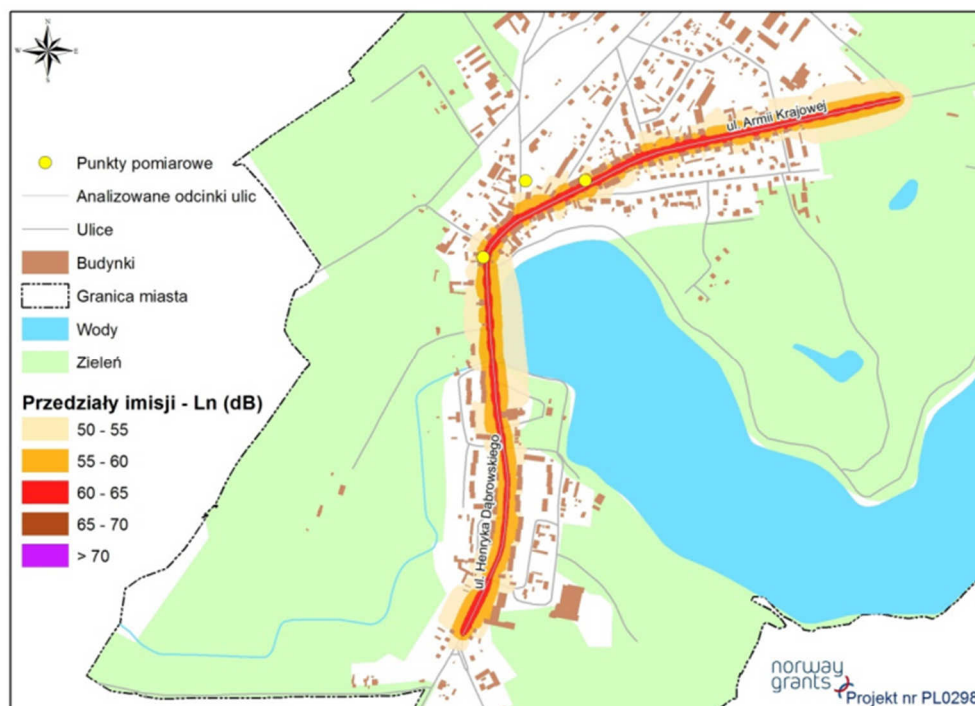 N
W
E
S
Punkty pomiarowe
Analizowane odcinki ulic
Ulice
Budynki
Granica miasta
Wody
Zieleń
Przedziały imisji - Ln (dB)
50 - 55
55 - 60
60 - 65
65 - 70
> 70
ul. Armii Krajowej
ul. Henryka Dąbrowskiego
norway
grants
Projekt nr PL0298